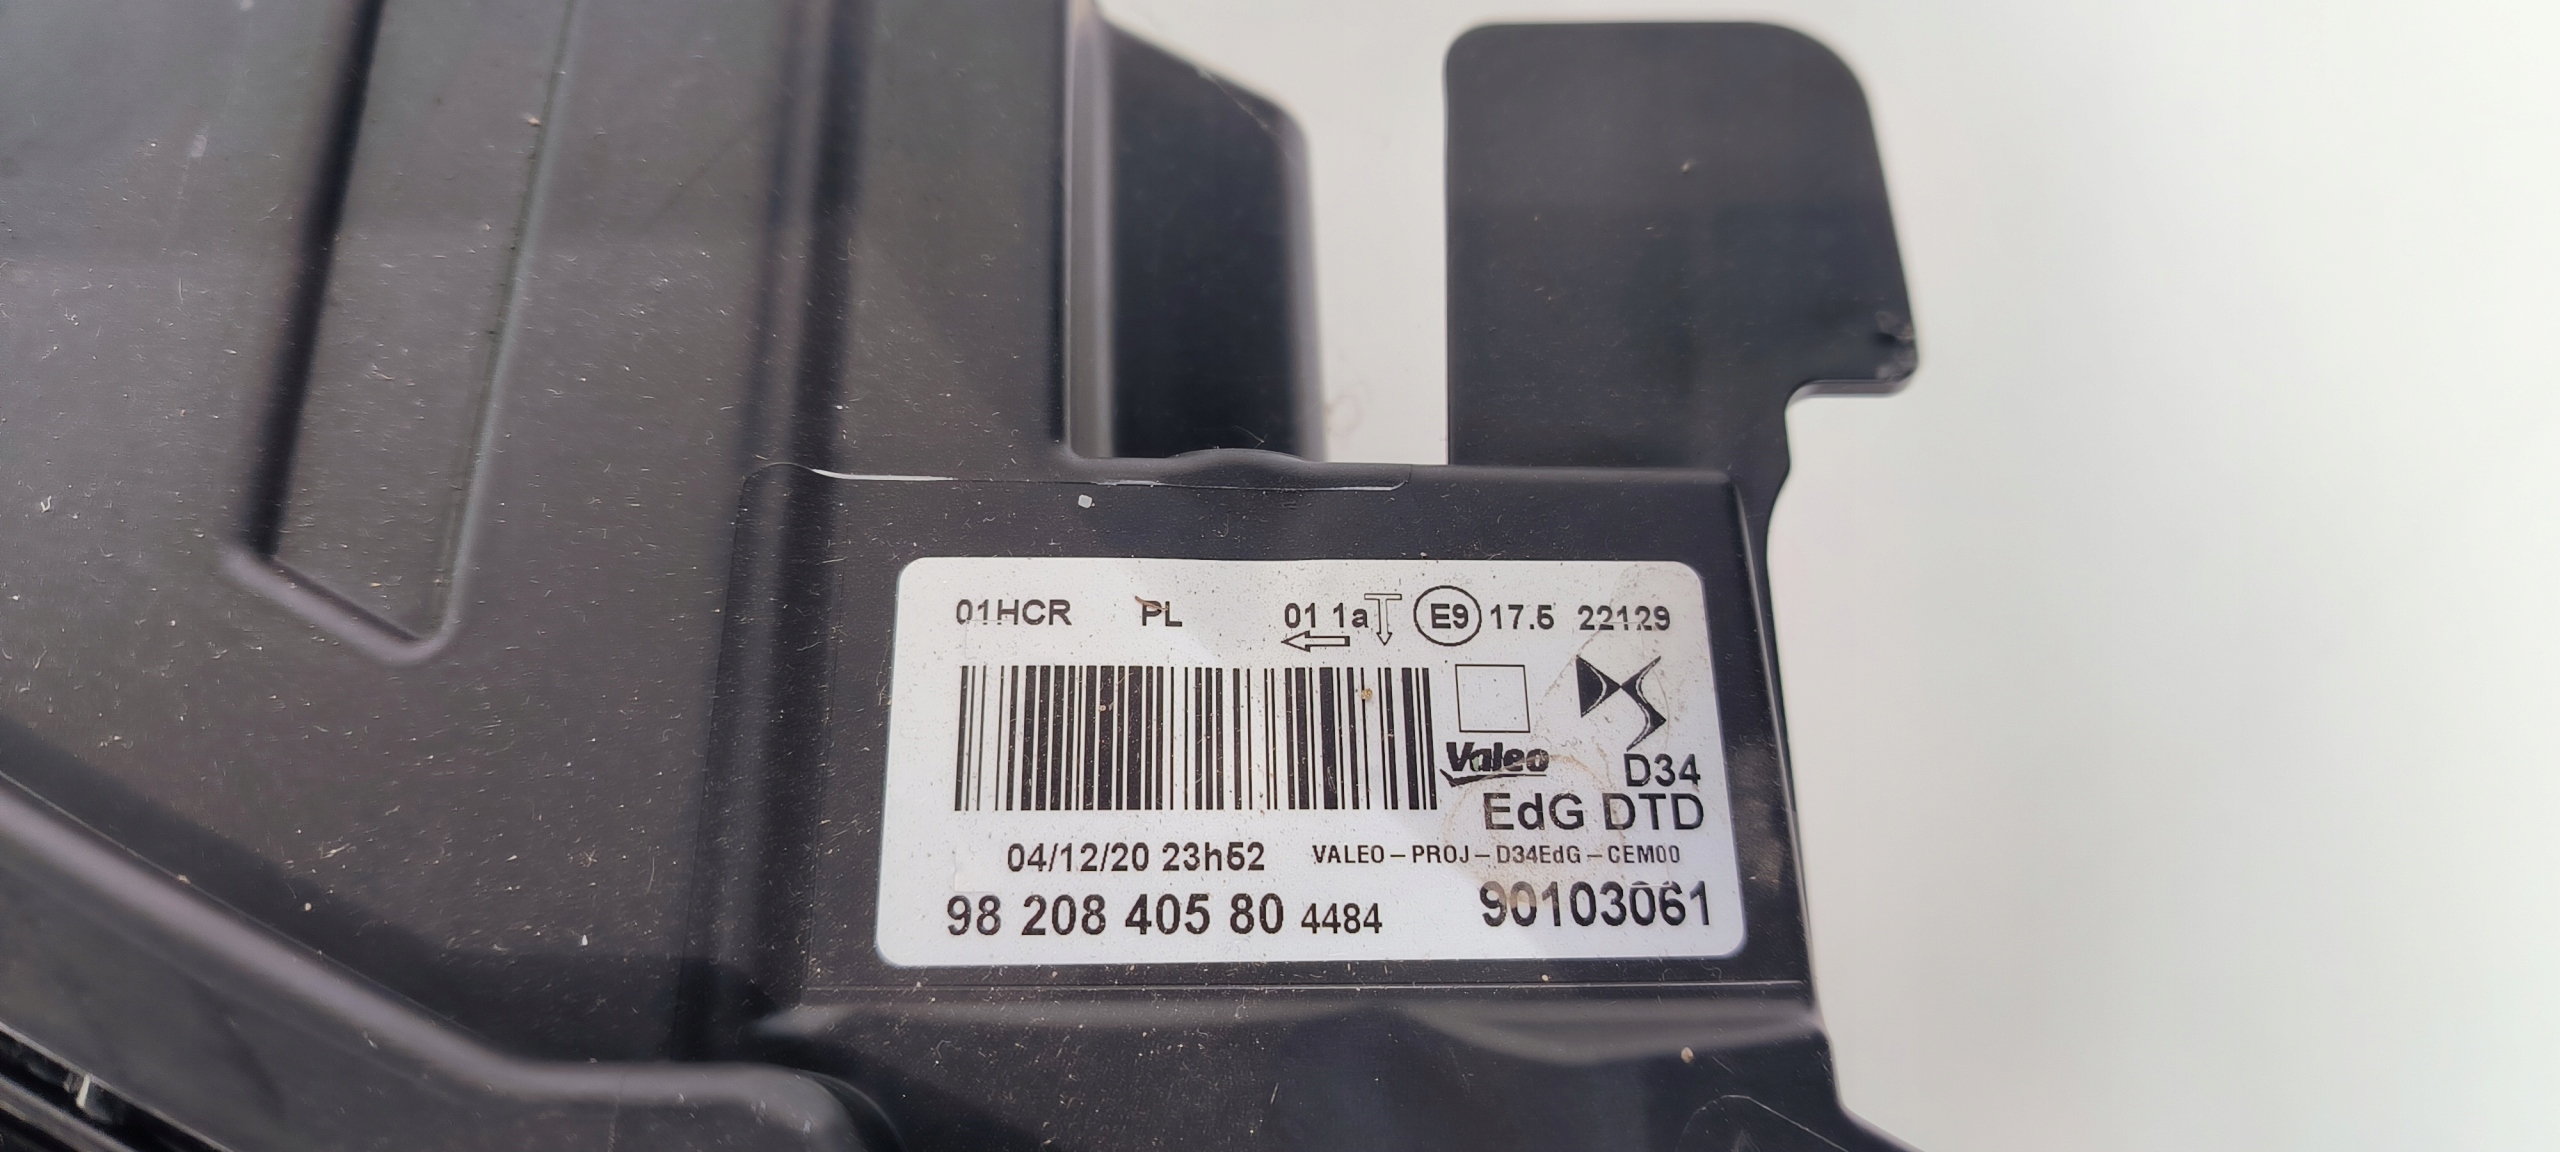 01HCR PL 01 1a E9 17.5 22129
Valeo
D34
EdG DTD
04/12/20 23h52 VALEO-PROJ-D34EdG-CEM00
98 208 405 80 4484 90103061